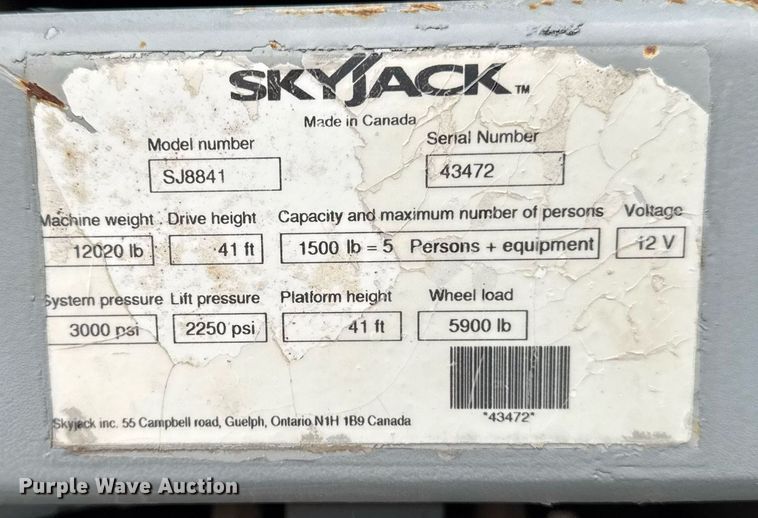 SKYJACK™
Made in Canada
Model number Serial Number
SJ8841 43472
Machine weight Drive height Capacity and maximum number of persons Voltage
12020 lb 41 ft 1500 lb = 5 Persons + equipment 12 V
System pressure Lift pressure Platform height Wheel load
3000 psi 2250 psi 41 ft 5900 lb
*43472*
Skyjack inc. 55 Campbell road, Guelph, Ontario N1H 1B9 Canada
Purple Wave Auction